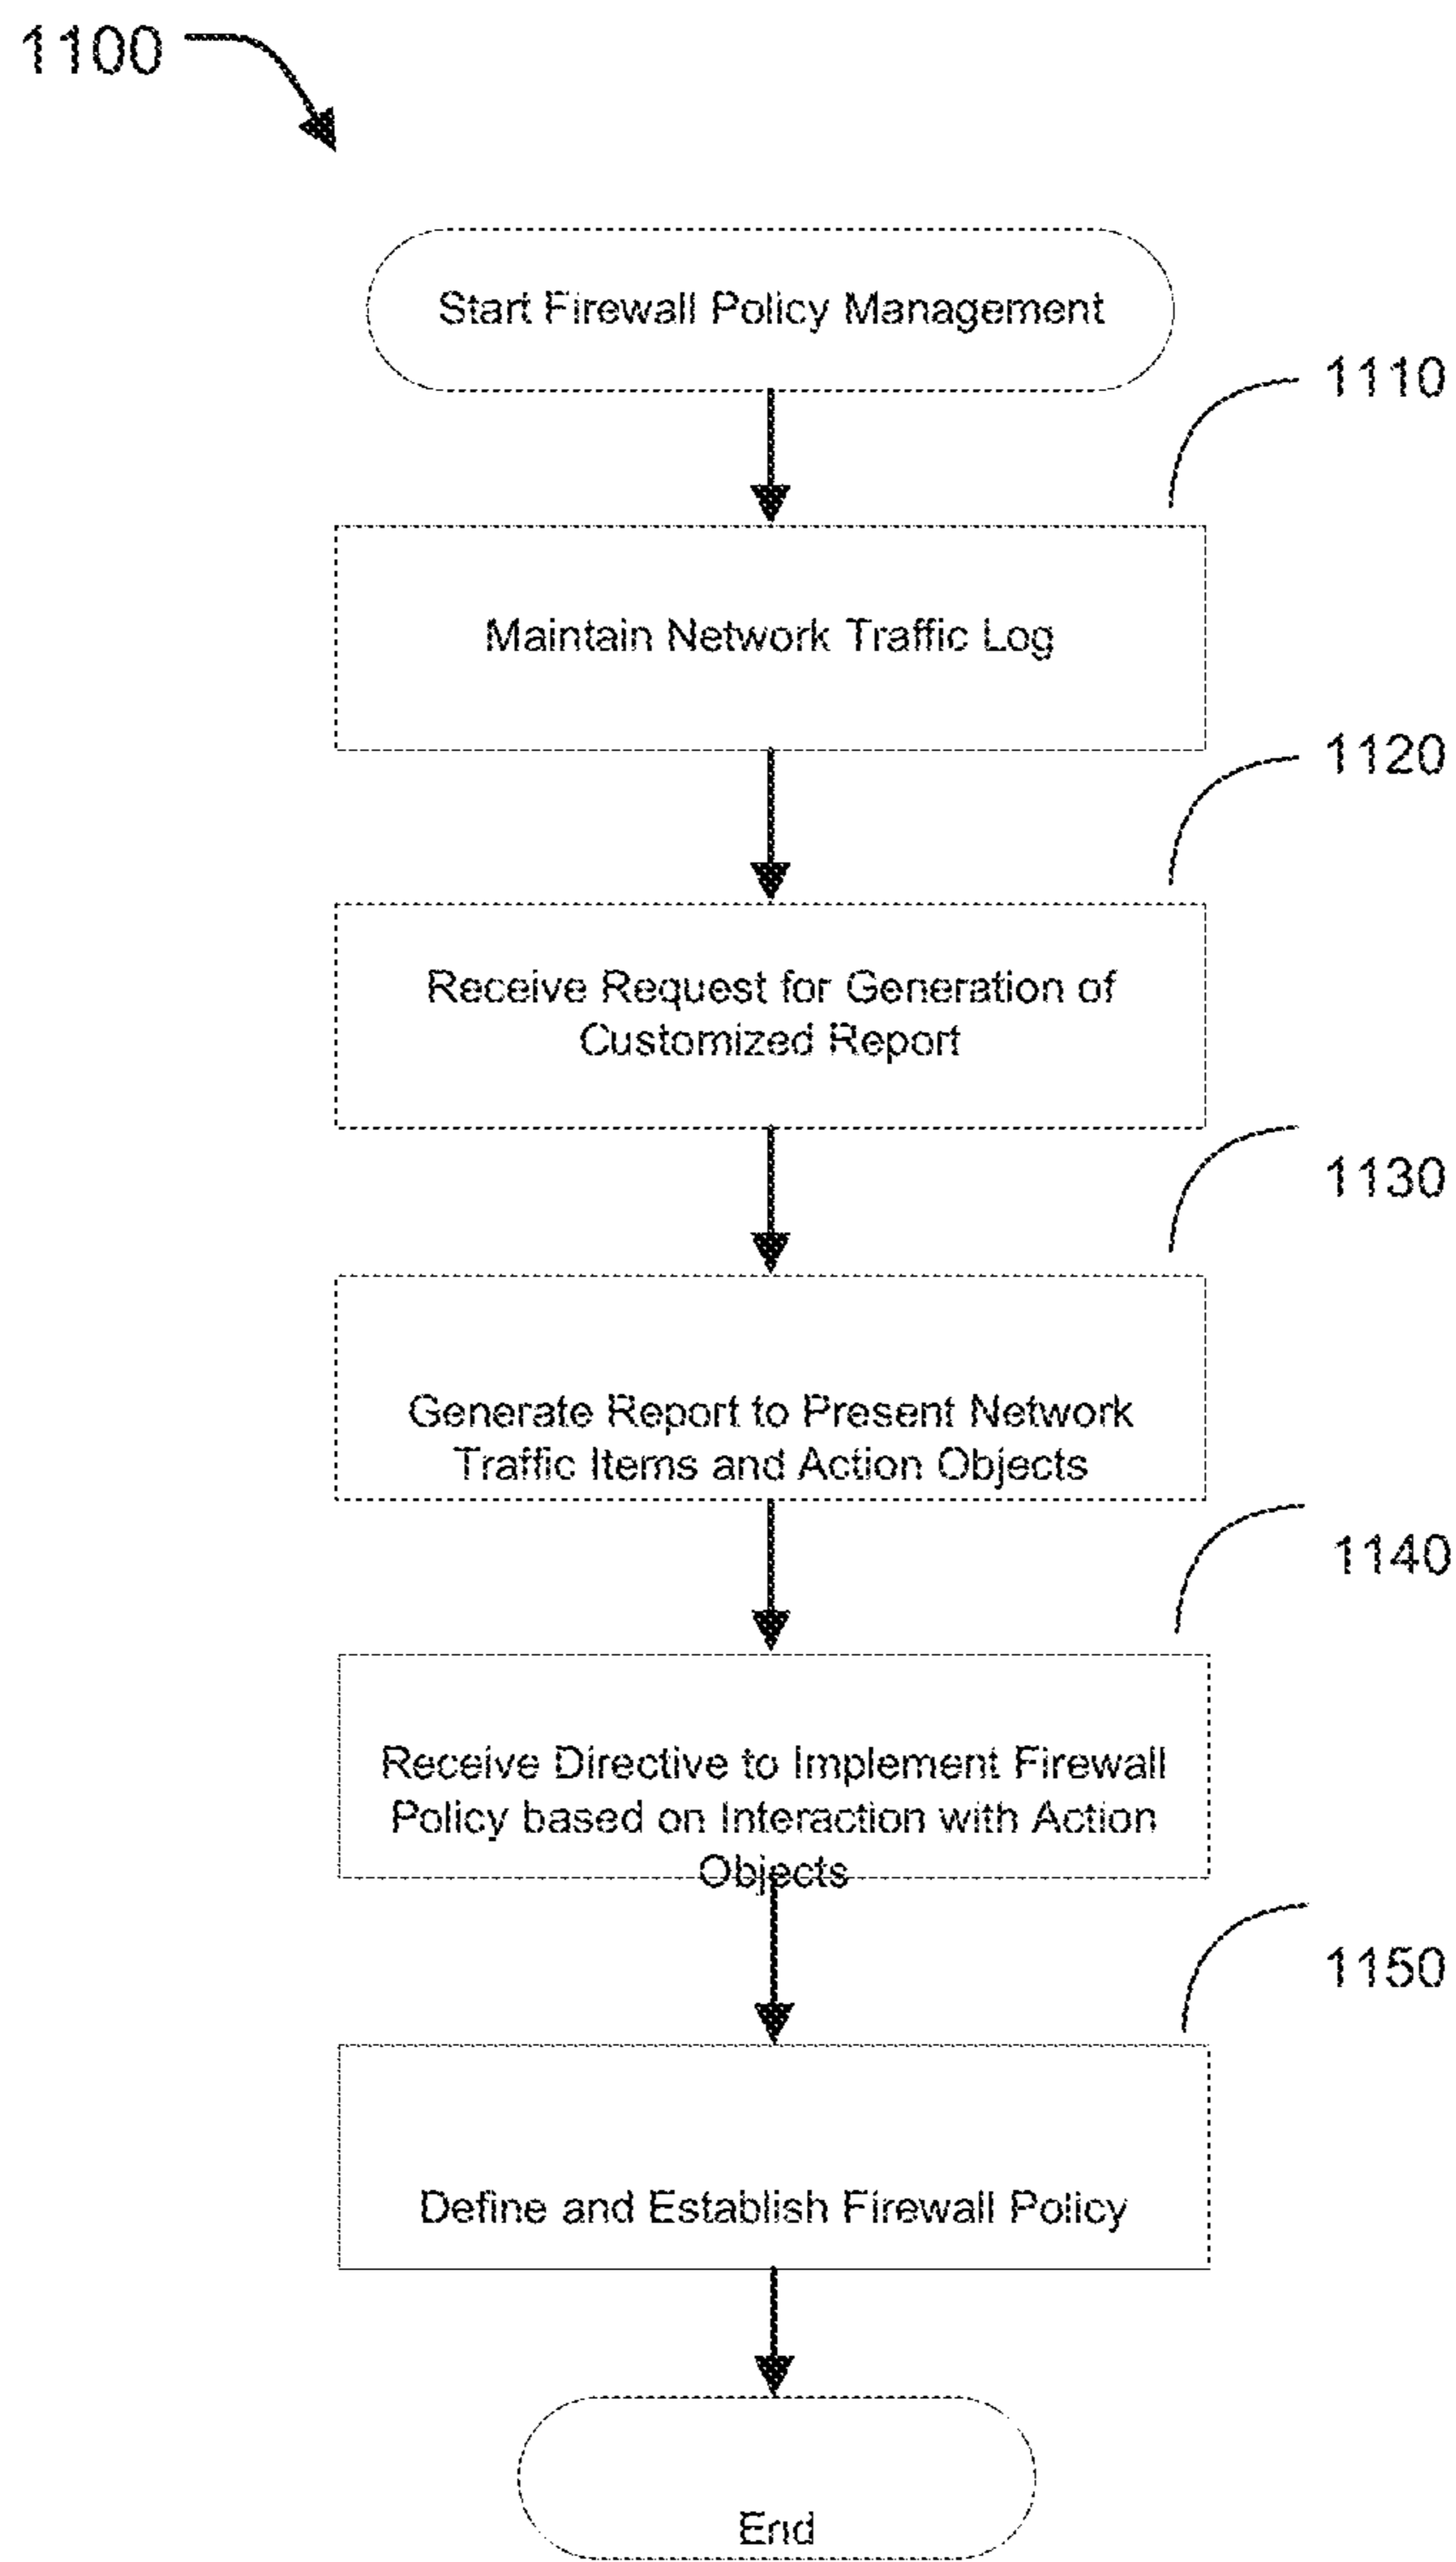 1100
Start Firewall Policy Management
1110
Maintain Network Traffic Log
1120
Receive Request for Generation of
Customized Report
1130
Generate Report to Present Network
Traffic Items and Action Objects
1140
Receive Directive to Implement Firewall
Policy based on Interaction with Action
Objects
1150
Define and Establish Firewall Policy
End